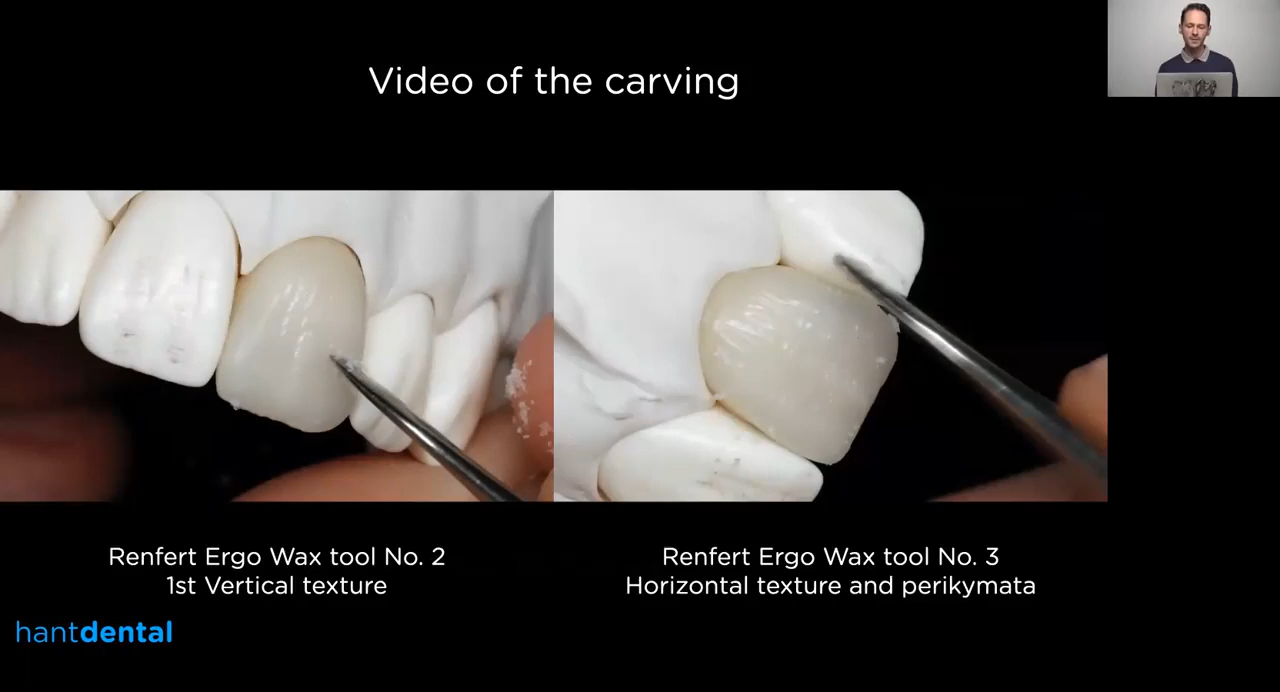 Video of the carving
Renfert Ergo Wax tool No. 2
1st Vertical texture
Renfert Ergo Wax tool No. 3
Horizontal texture and perikymata
hantdental